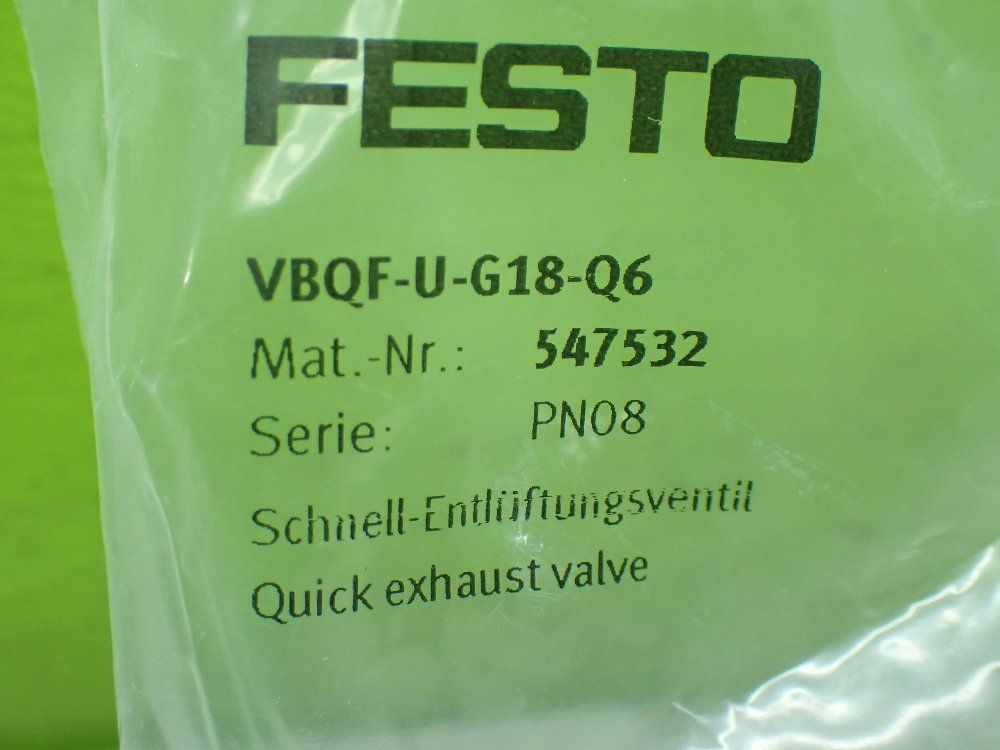 FESTO
VBQF-U-G18-Q6
Mat.-Nr.: 547532
Serie: PN08
Schnell-Entlüftungsventil
Quick exhaust valve